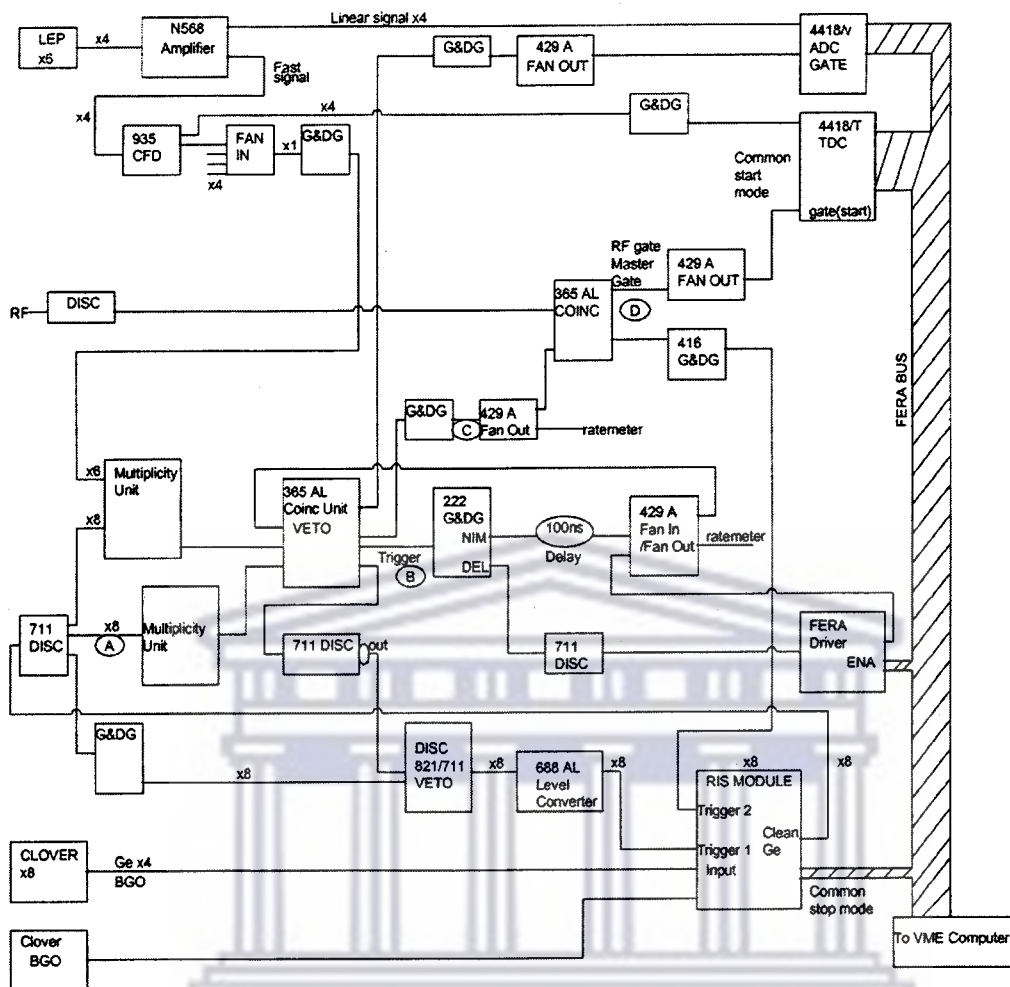 Linear signal x4
LEP
x6
x4
N568
Amplifier
Fast
signal
G&DG
429 A
FAN OUT
4418/v
ADC
GATE
x4
935
CFD
x4
FAN
IN
x4
x1
G&DG
G&DG
4418/T
TDC
gate(start)
Common
start mode
RF
DISC
365 AL
COINC
RF gate
Master
Gate
D
429 A
FAN OUT
416
G&DG
FERA BUS
G&DG
C
429 A
Fan Out
ratemeter
x6
x8
Multiplicity
Unit
365 AL
Coinc Unit
VETO
Trigger
B
222
G&DG
NIM
DEL
100ns
Delay
429 A
Fan In
/Fan Out
ratemeter
711
DISC
x8
A
Multiplicity
Unit
711 DISC
out
711
DISC
FERA
Driver
ENA
G&DG
x8
DISC
821/711
VETO
x8
688 AL
Level
Converter
x8
x8
RIS MODULE
Trigger 2
Trigger 1
Input
Clean
Ge
x8
CLOVER
x8
Ge x4
BGO
Common
stop mode
Clover
BGO
To VME Computer